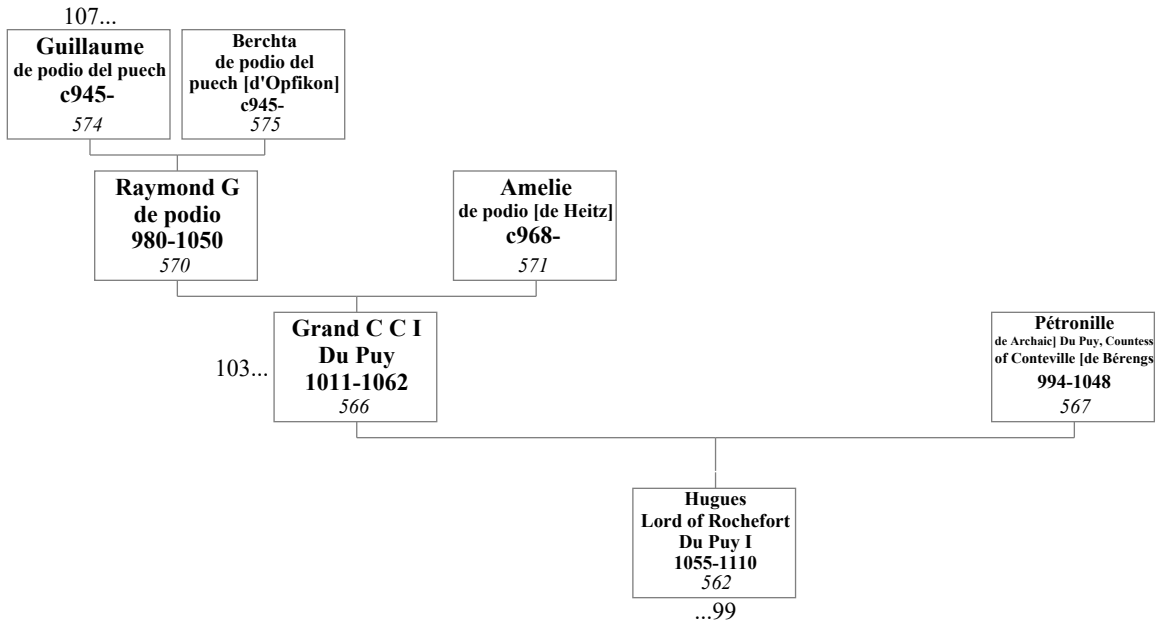 107...
Guillaume
de podio del puech
c945-
574
Berchta
de podio del
puech [d'Opfikon]
c945-
575
Raymond G
de podio
980-1050
570
Amelie
de podio [de Heitz]
c968-
571
103...
Grand C C I
Du Puy
1011-1062
566
Pétronille
de Archaic] Du Puy, Countess
of Conteville [de Bérengs
994-1048
567
Hugues
Lord of Rochefort
Du Puy I
1055-1110
562
...99